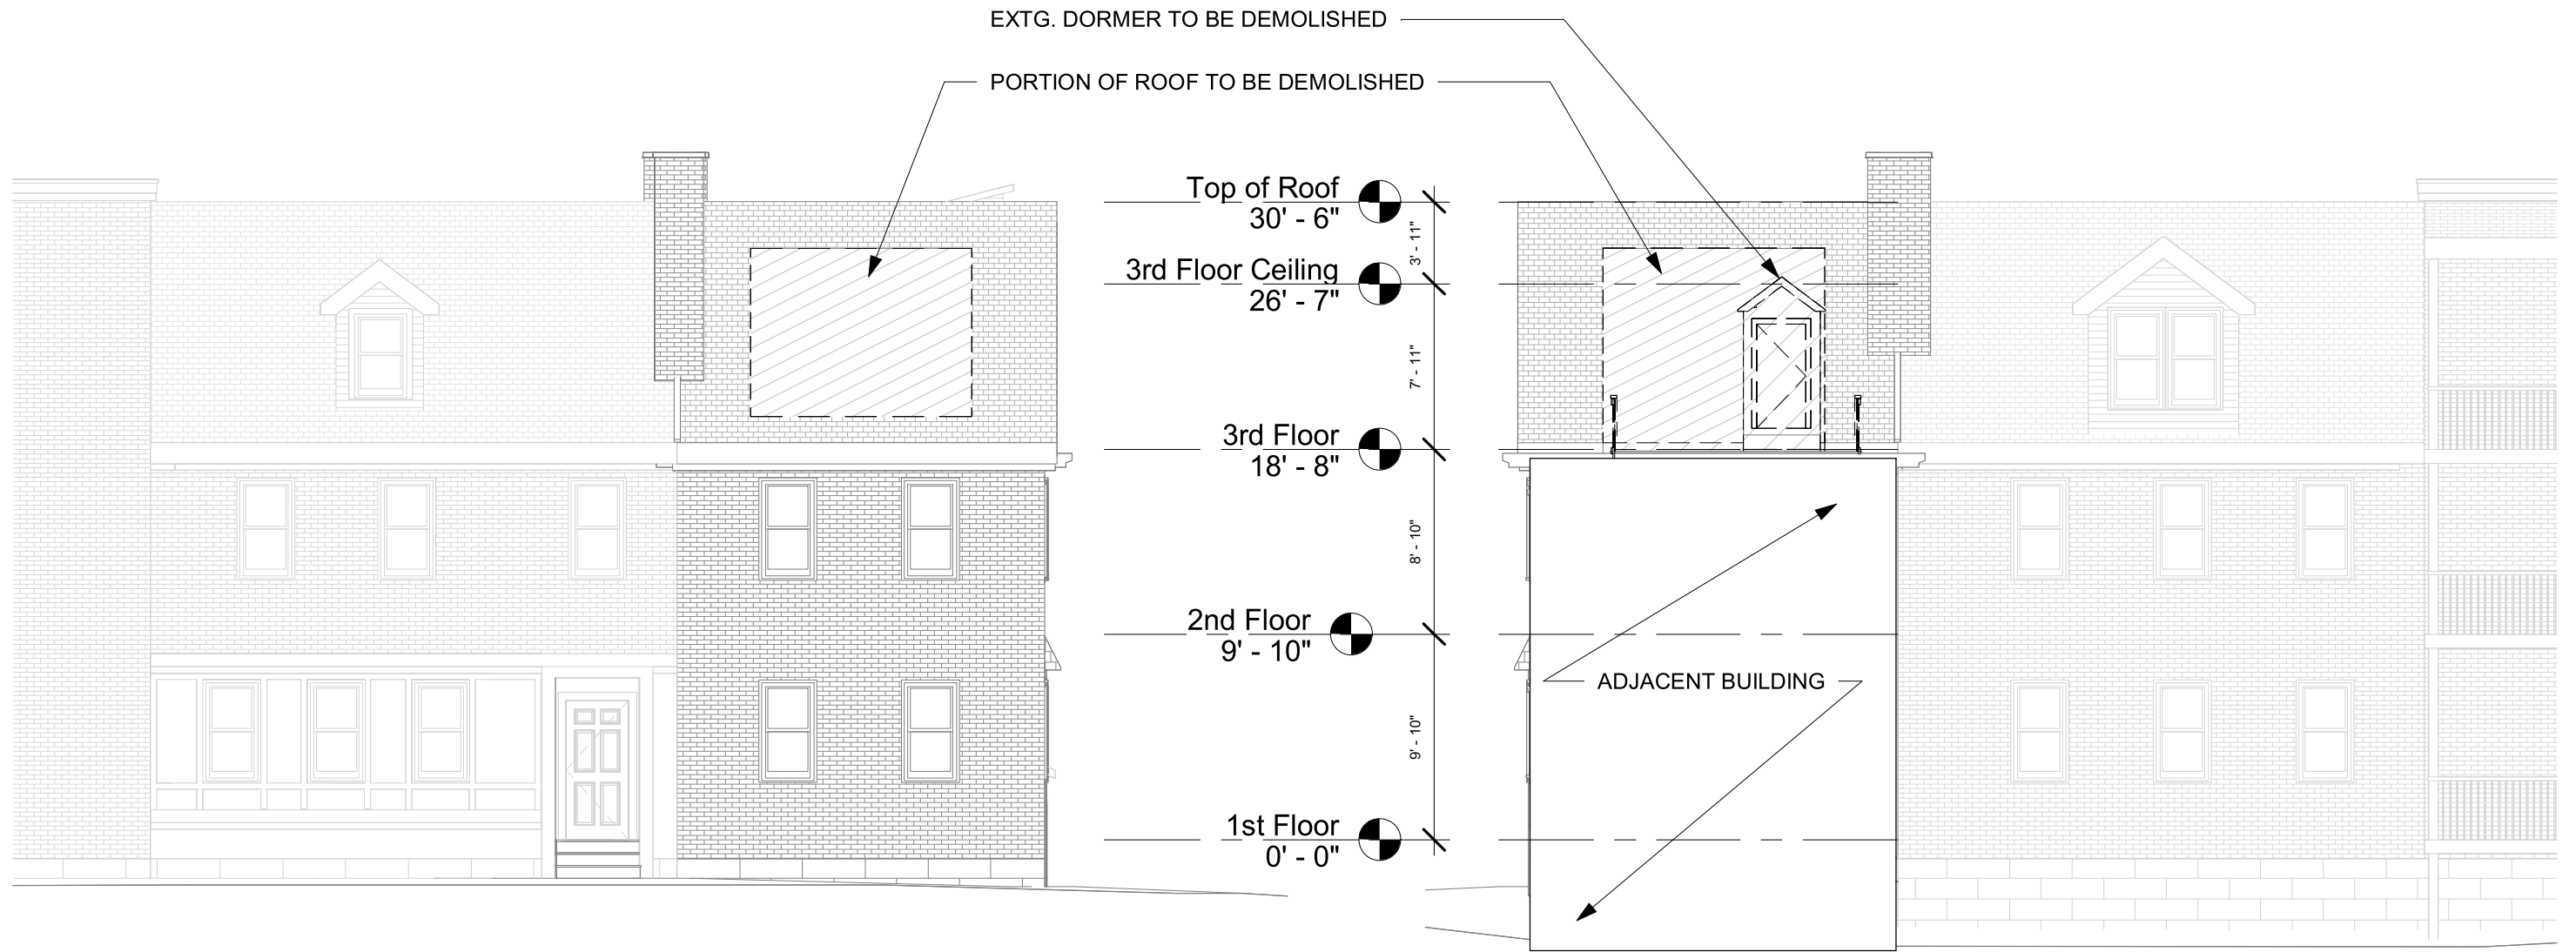 EXTG. DORMER TO BE DEMOLISHED
PORTION OF ROOF TO BE DEMOLISHED
Top of Roof
30' - 6"
3' - 11"
3rd Floor Ceiling
26' - 7"
7' - 11"
3rd Floor
18' - 8"
8' - 10"
2nd Floor
9' - 10"
ADJACENT BUILDING
9' - 10"
1st Floor
0' - 0"